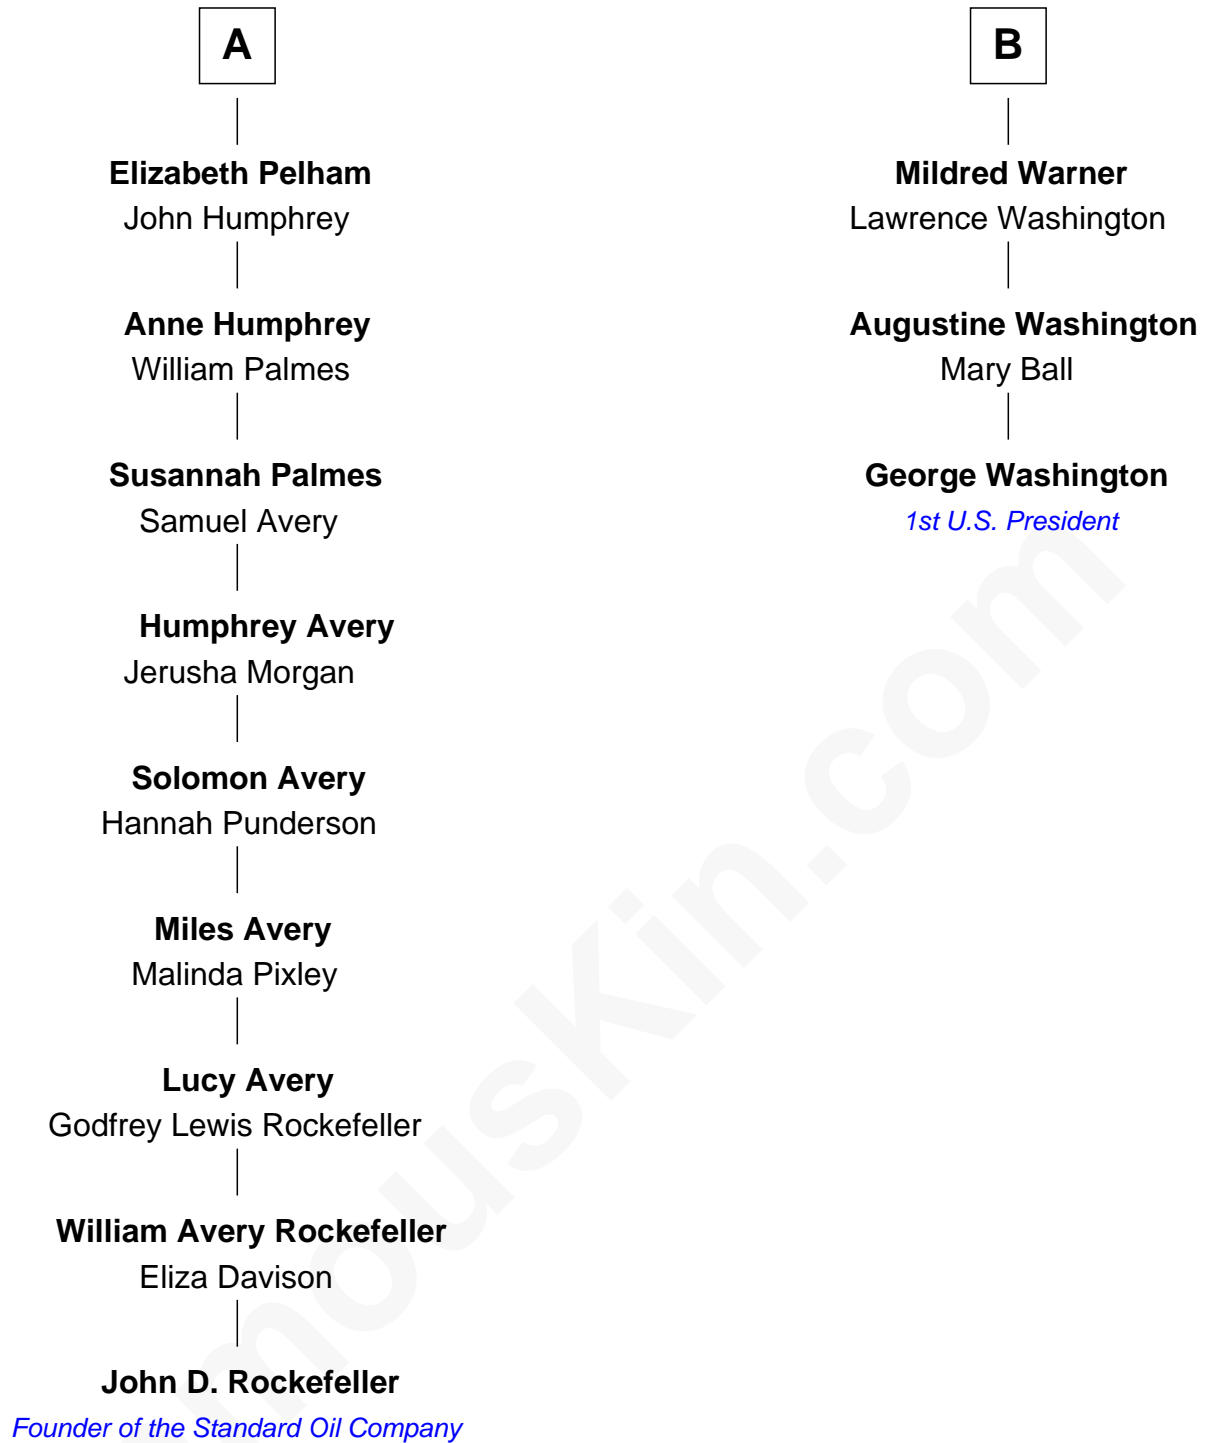 A
Elizabeth Pelham
John Humphrey
Anne Humphrey
William Palmes
Susannah Palmes
Samuel Avery
Humphrey Avery
Jerusha Morgan
Solomon Avery
Hannah Punderson
Miles Avery
Malinda Pixley
Lucy Avery
Godfrey Lewis Rockefeller
William Avery Rockefeller
Eliza Davison
John D. Rockefeller
Founder of the Standard Oil Company
B
Mildred Warner
Lawrence Washington
Augustine Washington
Mary Ball
George Washington
1st U.S. President
mouskin.com